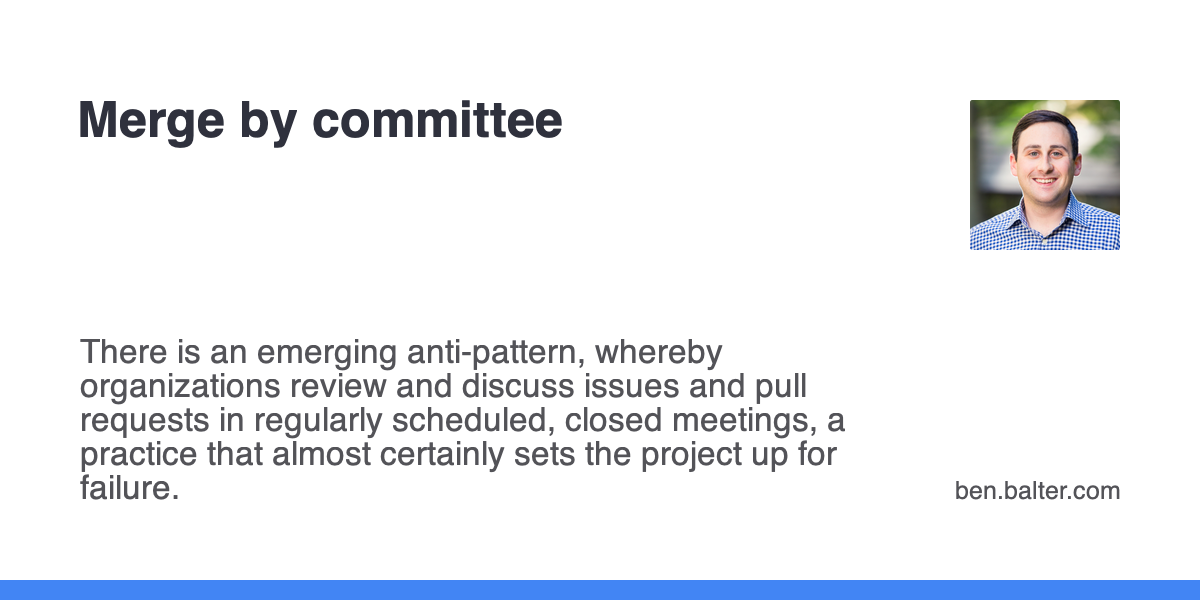 Merge by committee
There is an emerging anti-pattern, whereby
organizations review and discuss issues and pull
requests in regularly scheduled, closed meetings, a
practice that almost certainly sets the project up for
failure.
ben.balter.com